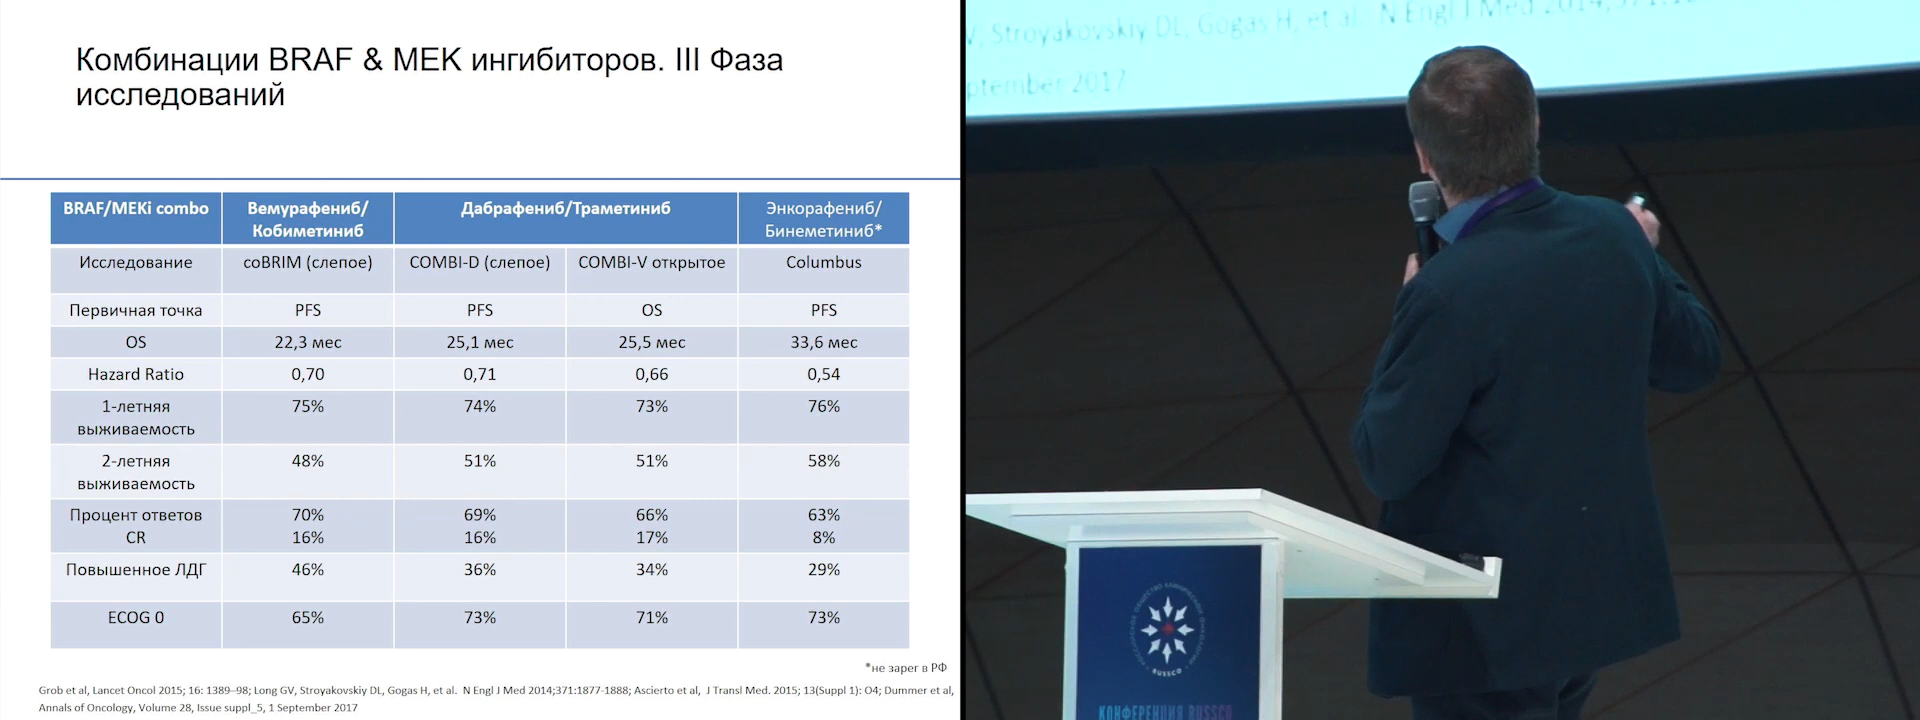 Комбинации BRAF & MEK ингибиторов. III Фаза
исследований
BRAF/MEKi combo
Вемурафениб/
Кобиметиниб
Дабрафениб/Траметиниб
Энкорафениб/
Бинеметиниб*
Исследование
coBRIM (слепое)
COMBI-D (слепое)
COMBI-V открытое
Columbus
Первичная точка
PFS
PFS
OS
PFS
OS
22,3 мес
25,1 мес
25,5 мес
33,6 мес
Hazard Ratio
0,70
0,71
0,66
0,54
1-летняя
выживаемость
75%
74%
73%
76%
2-летняя
выживаемость
48%
51%
51%
58%
Процент ответов
CR
70%
16%
69%
16%
66%
17%
63%
8%
Повышенное ЛДГ
46%
36%
34%
29%
ECOG 0
65%
73%
71%
73%
*не зарег в РФ
Grob et al, Lancet Oncol 2015; 16: 1389–98; Long GV, Stroyakovskiy DL, Gogas H, et al. N Engl J Med 2014;371:1877-1888; Ascierto et al, J Transl Med. 2015; 13(Suppl 1): O4; Dummer et al,
Annals of Oncology, Volume 28, Issue suppl_5, 1 September 2017
V, Stroyakovskiy DL, Gogas H, et al. N Engl J Med 2014;371:18
ptember 2017
РОССИЙСКОЕ ОБЩЕСТВО КЛИНИЧЕСКОЙ ОНКОЛОГИИ
RUSSCO
КОНФЕРЕНЦИЯ RUSSCO